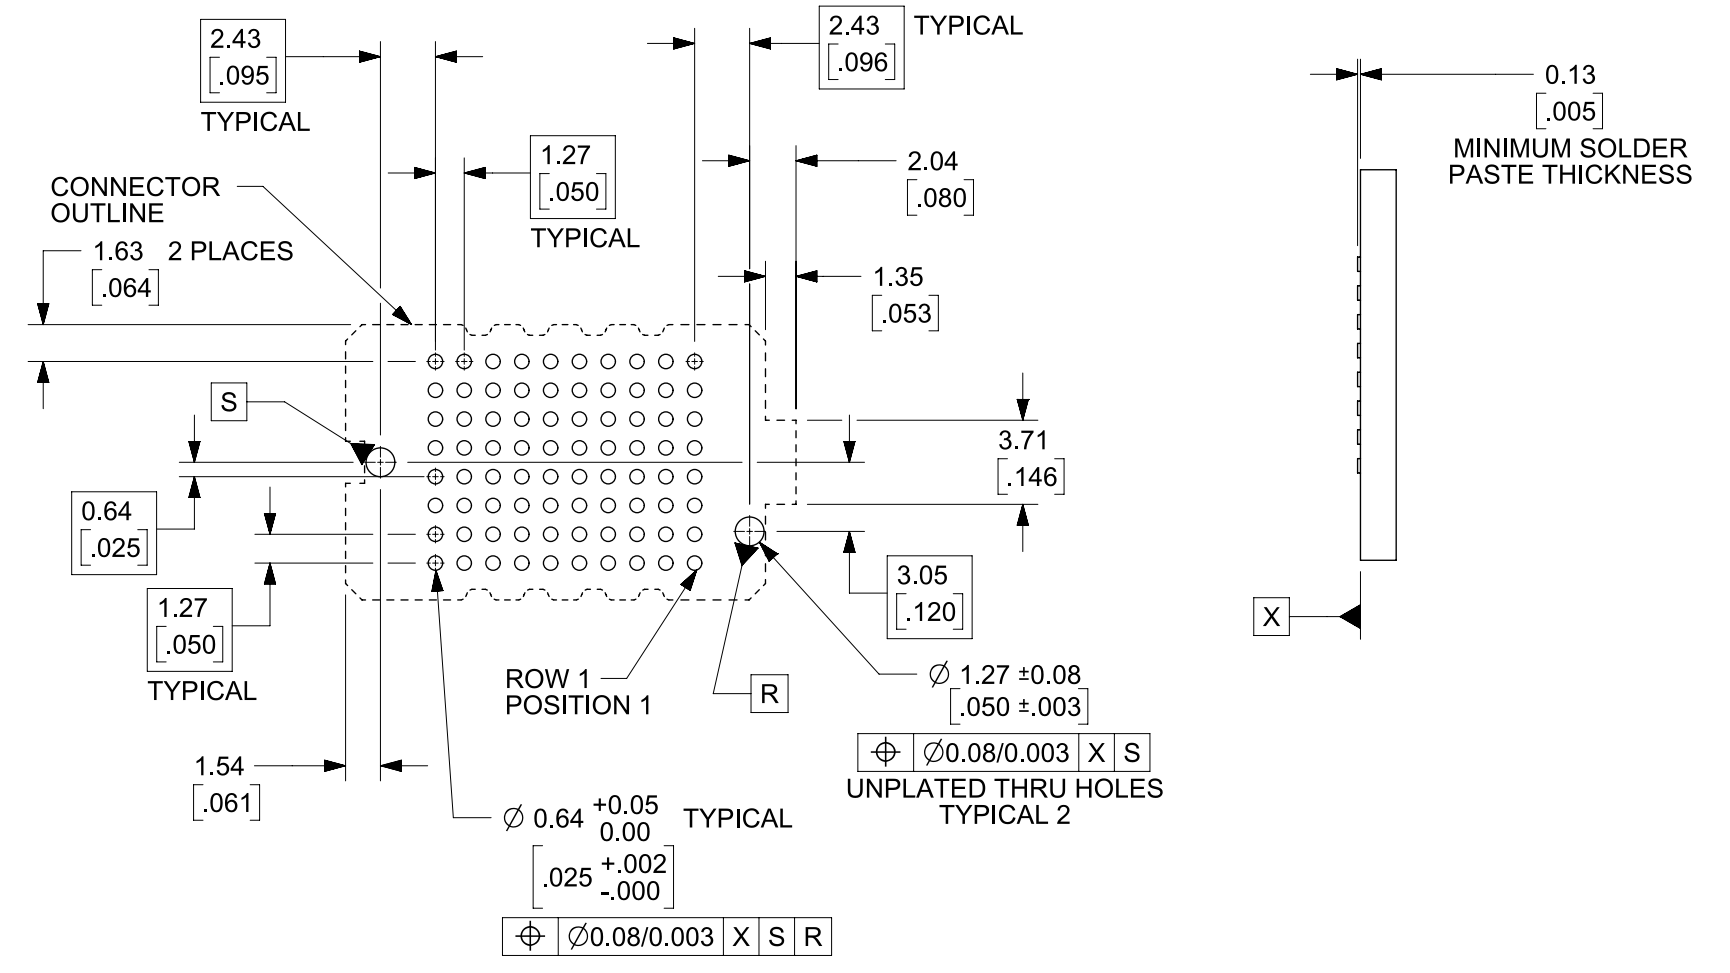 2.43
[.095]
TYPICAL
2.43 TYPICAL
[.096]
0.13
[.005]
MINIMUM SOLDER
PASTE THICKNESS
1.27
[.050]
TYPICAL
2.04
[.080]
CONNECTOR
OUTLINE
1.63 2 PLACES
[.064]
1.35
[.053]
S
3.71
[.146]
0.64
[.025]
3.05
[.120]
1.27
[.050]
TYPICAL
X
ROW 1
POSITION 1
R
∅ 1.27 ±0.08
[.050 ±.003]
⌖ ∅0.08/0.003 X S
UNPLATED THRU HOLES
TYPICAL 2
1.54
[.061]
∅ 0.64 +0.05 TYPICAL
0.00
[.025 +.002
-.000]
⌖ ∅0.08/0.003 X S R